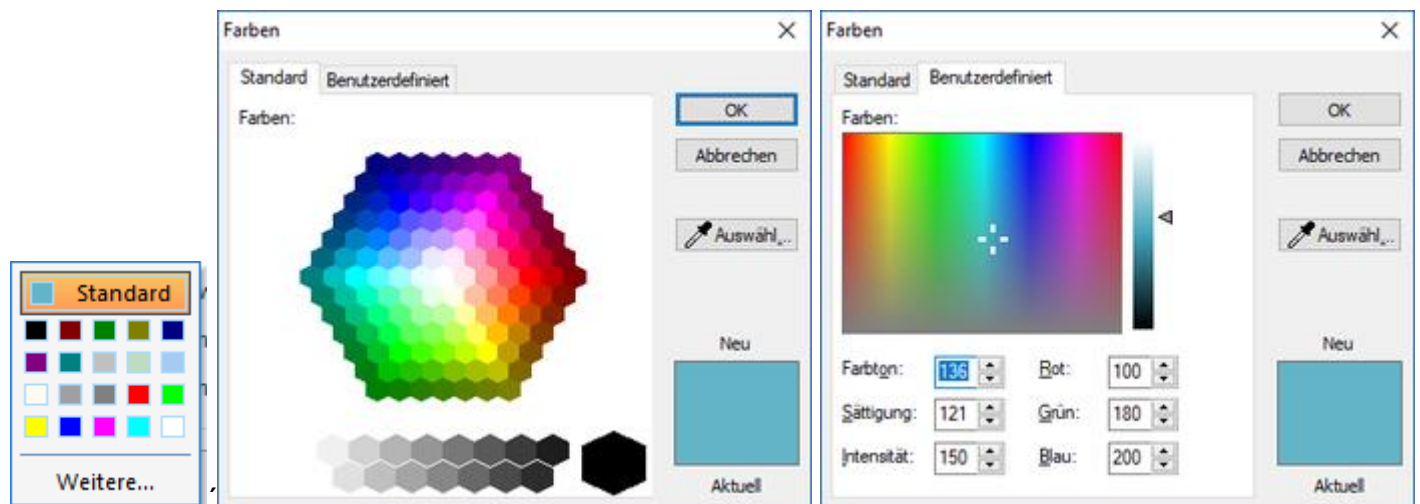 Standard
Weitere...
,
Farben
Standard Benutzerdefiniert
Farben:
OK
Abbrechen
Auswähl...
Neu
Aktuell
Farben
Standard Benutzerdefiniert
Farben:
OK
Abbrechen
Auswähl...
Neu
Farbton: 136 Rot: 100
Sättigung: 121 Grün: 180
Intensität: 150 Blau: 200
Aktuell